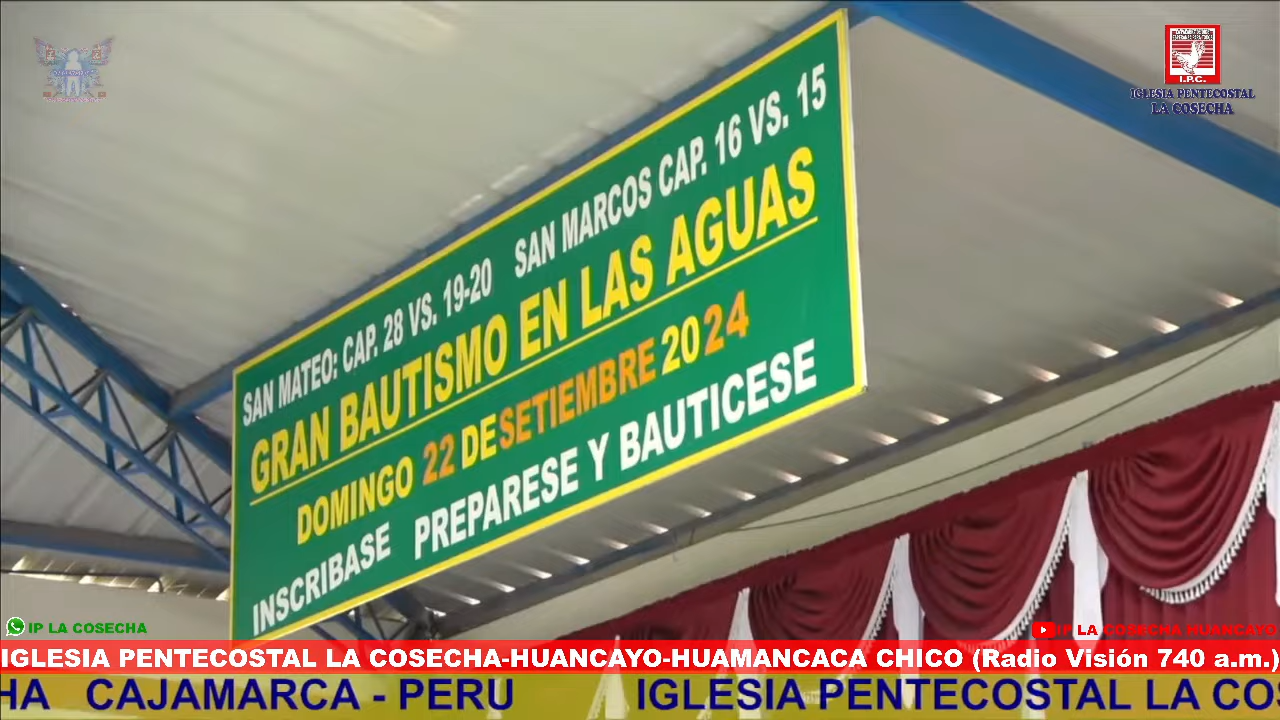 I.P.C.
IGLESIA PENTECOSTAL
LA COSECHA
SAN MATEO: CAP. 28 VS. 19-20 SAN MARCOS CAP. 16 VS. 15
GRAN BAUTISMO EN LAS AGUAS
DOMINGO 22 DE SETIEMBRE 2024
INSCRIBASE PREPARESE Y BAUTICESE
IP LA COSECHA
IP LA COSECHA HUANCAYO
IGLESIA PENTECOSTAL LA COSECHA-HUANCAYO-HUAMANCACA CHICO (Radio Visión 740 a.m.)
HA CAJAMARCA - PERU IGLESIA PENTECOSTAL LA COS